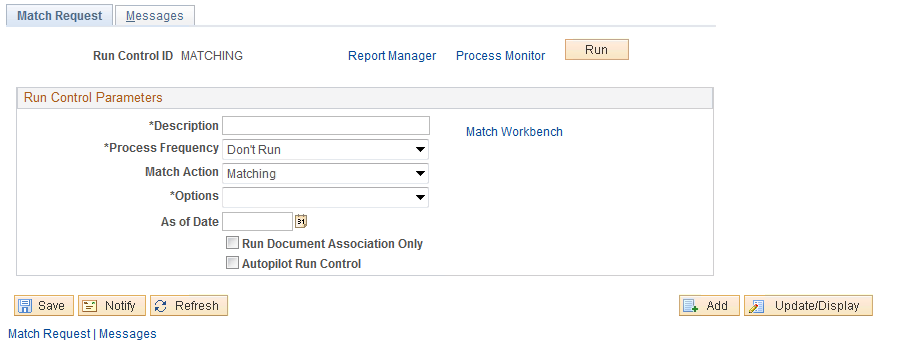 Match Request Messages
Run Control ID MATCHING Report Manager Process Monitor Run
Run Control Parameters
*Description
Match Workbench
*Process Frequency Don't Run
Match Action Matching
*Options
As of Date 31
Run Document Association Only
Autopilot Run Control
Save Notify Refresh Add Update/Display
Match Request | Messages